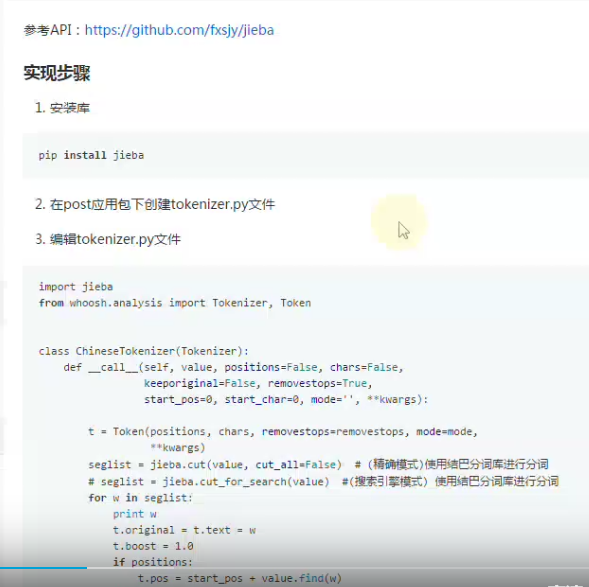 参考API：https://github.com/fxsjy/jieba
实现步骤
1. 安装库
pip install jieba
2. 在post应用包下创建tokenizer.py文件
3. 编辑tokenizer.py文件
import jieba
from whoosh.analysis import Tokenizer, Token
class ChineseTokenizer(Tokenizer):
    def __call__(self, value, positions=False, chars=False,
                 keeporiginal=False, removestops=True,
                 start_pos=0, start_char=0, mode='', **kwargs):
        t = Token(positions, chars, removestops=removestops, mode=mode,
                  **kwargs)
        seglist = jieba.cut(value, cut_all=False)  # (精确模式)使用结巴分词库进行分词
        # seglist = jieba.cut_for_search(value)  #(搜索引擎模式) 使用结巴分词库进行分词
        for w in seglist:
            print w
            t.original = t.text = w
            t.boost = 1.0
            if positions:
                t.pos = start_pos + value.find(w)